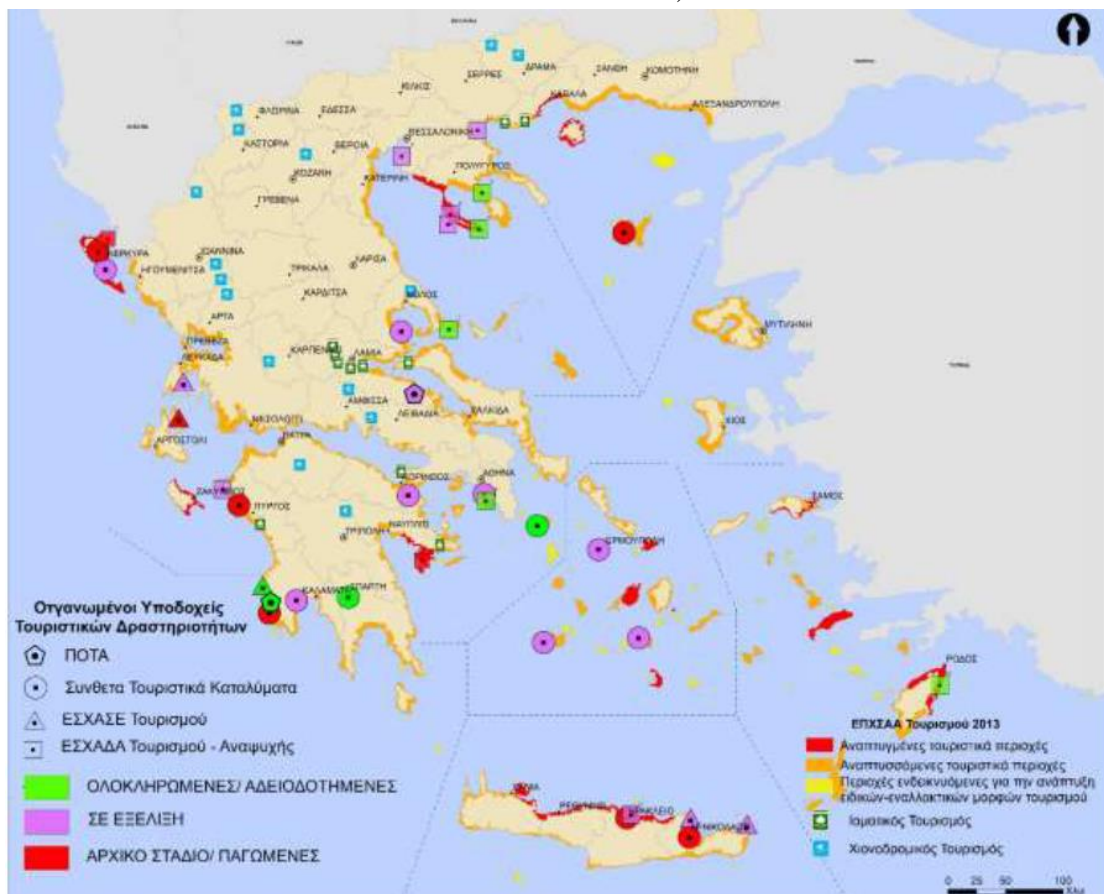 ΣΕΡΡΕΣ
ΔΡΑΜΑ
ΞΑΝΘΗ
ΚΟΜΟΤΗΝΗ
ΚΙΛΚΙΣ
ΚΑΒΑΛΑ
ΑΛΕΞΑΝΔΡΟΥΠΟΛΗ
ΦΛΩΡΙΝΑ
ΕΔΕΣΣΑ
ΘΕΣΣΑΛΟΝΙΚΗ
ΚΑΣΤΟΡΙΑ
ΒΕΡΟΙΑ
ΠΟΛΥΓΥΡΟΣ
ΚΟΖΑΝΗ
ΚΑΤΕΡΙΝΗ
ΓΡΕΒΕΝΑ
ΚΕΡΚΥΡΑ
ΙΩΑΝΝΙΝΑ
ΗΓΟΥΜΕΝΙΤΣΑ
ΤΡΙΚΑΛΑ
ΛΑΡΙΣΑ
ΚΑΡΔΙΤΣΑ
ΒΟΛΟΣ
ΑΡΤΑ
ΜΥΤΙΛΗΝΗ
ΠΡΕΒΕΖΑ
ΛΕΥΚΑΔΑ
ΚΑΡΠΕΝΗΣΙ
ΛΑΜΙΑ
ΑΜΦΙΣΣΑ
ΛΕΙΒΑΔΙΑ
ΧΑΛΚΙΔΑ
ΧΙΟΣ
ΑΡΓΟΣΤΟΛΙ
ΠΑΤΡΑ
ΑΘΗΝΑ
ΚΟΡΙΝΘΟΣ
ΖΑΚΥΝΘΟΣ
ΣΑΜΟΣ
ΠΥΡΓΟΣ
ΤΡΙΠΟΛΗ
ΝΑΥΠΛΙΟ
ΕΡΜΟΥΠΟΛΗ
ΚΑΛΑΜΑΤΑ
ΣΠΑΡΤΗ
ΡΟΔΟΣ
ΧΑΝΙΑ
ΡΕΘΥΜΝΟ
ΗΡΑΚΛΕΙΟ
Οτγανωμένοι Υποδοχείς
Τουριστικών Δραστηριοτήτων
ΠΟΤΑ
Συνθετα Τουριστικά Καταλύματα
ΕΣΧΑΣΕ Τουρισμού
ΕΣΧΑΔΑ Τουρισμού - Αναψυχής
ΟΛΟΚΛΗΡΩΜΕΝΕΣ/ ΑΔΕΙΟΔΟΤΗΜΕΝΕΣ
ΣΕ ΕΞΕΛΙΞΗ
ΑΡΧΙΚΟ ΣΤΑΔΙΟ/ ΠΑΓΩΜΕΝΕΣ
ΕΠΧΣΑΑ Τουρισμού 2013
Αναπτυγμένες τουριστικά περιοχές
Αναπτυσσόμενες τουριστικά περιοχές
Περιοχές ενδεικνυόμενες για την ανάπτυξη
ειδικών-εναλλακτικών μορφών τουρισμού
Ιαματικός Τουρισμός
Χιονοδρομικός Τουρισμός
0 25 50 100